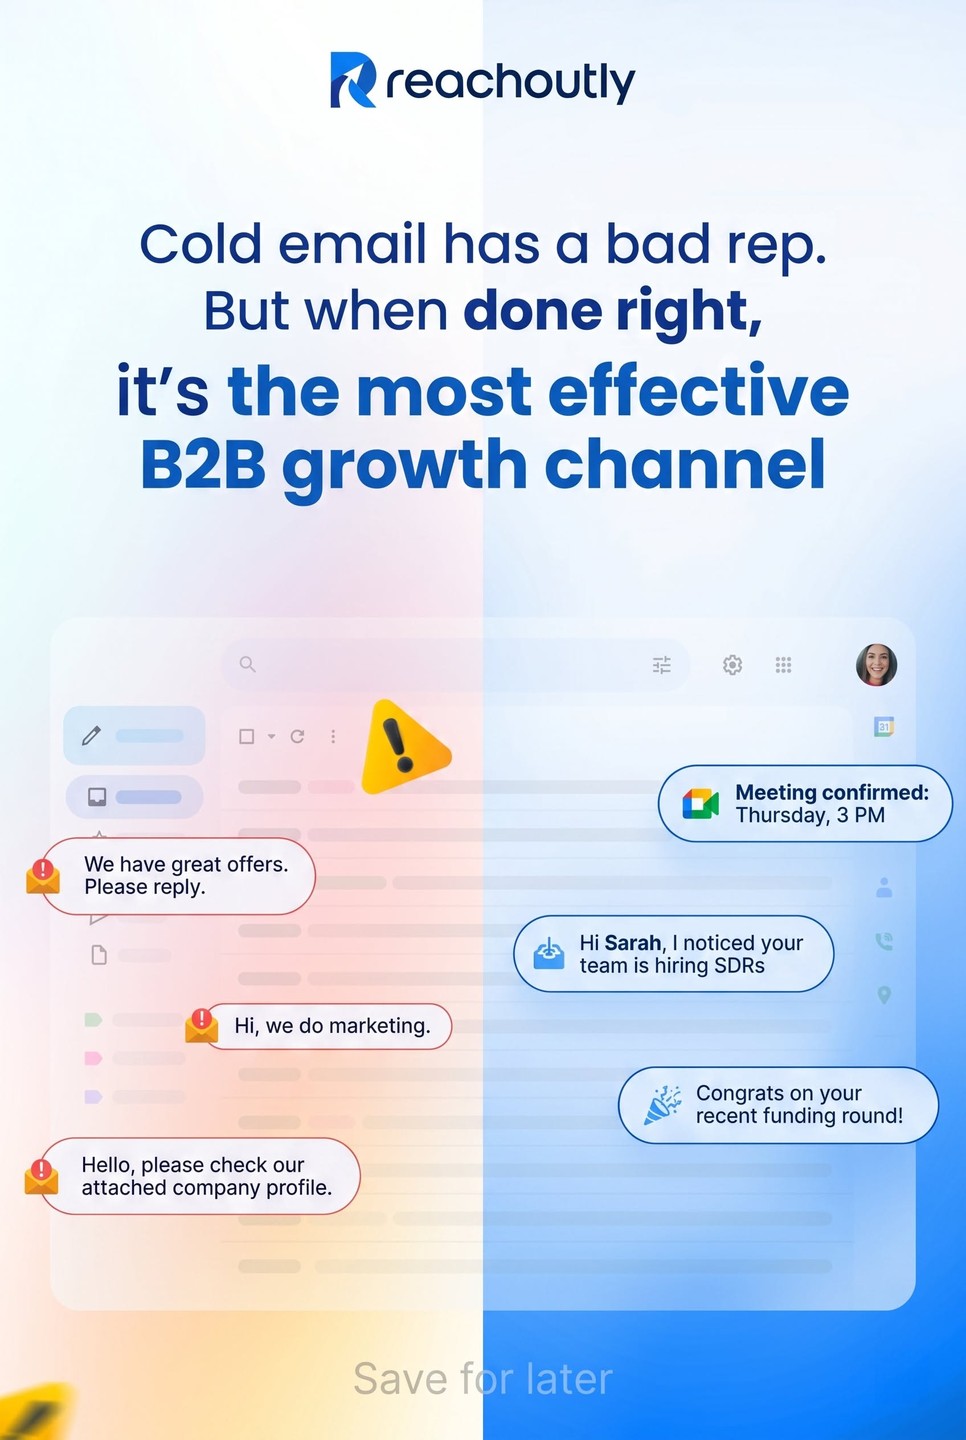 reachoutly
Cold email has a bad rep.
But when done right,
it's the most effective
B2B growth channel
31
Meeting confirmed:
Thursday, 3 PM
We have great offers.
Please reply.
Hi Sarah, I noticed your
team is hiring SDRs
Hi, we do marketing.
Congrats on your
recent funding round!
Hello, please check our
attached company profile.
Save for later